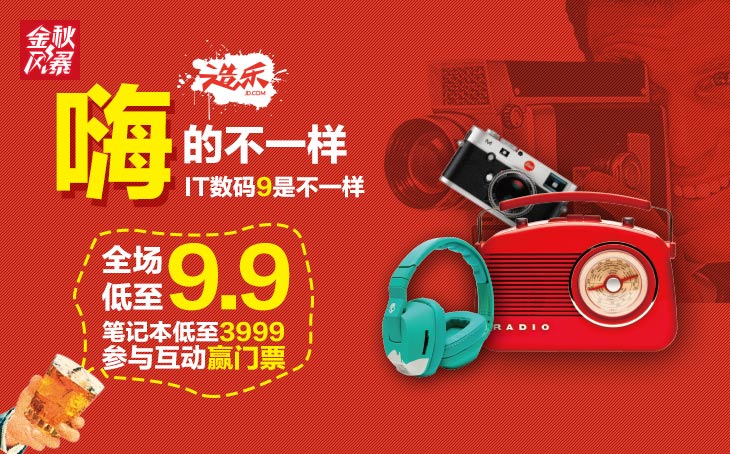 金秋
风暴
造乐
JD.COM
嗨的不一样
IT数码9是不一样
全场
低至9.9
笔记本低至3999
参与互动赢门票
RADIO